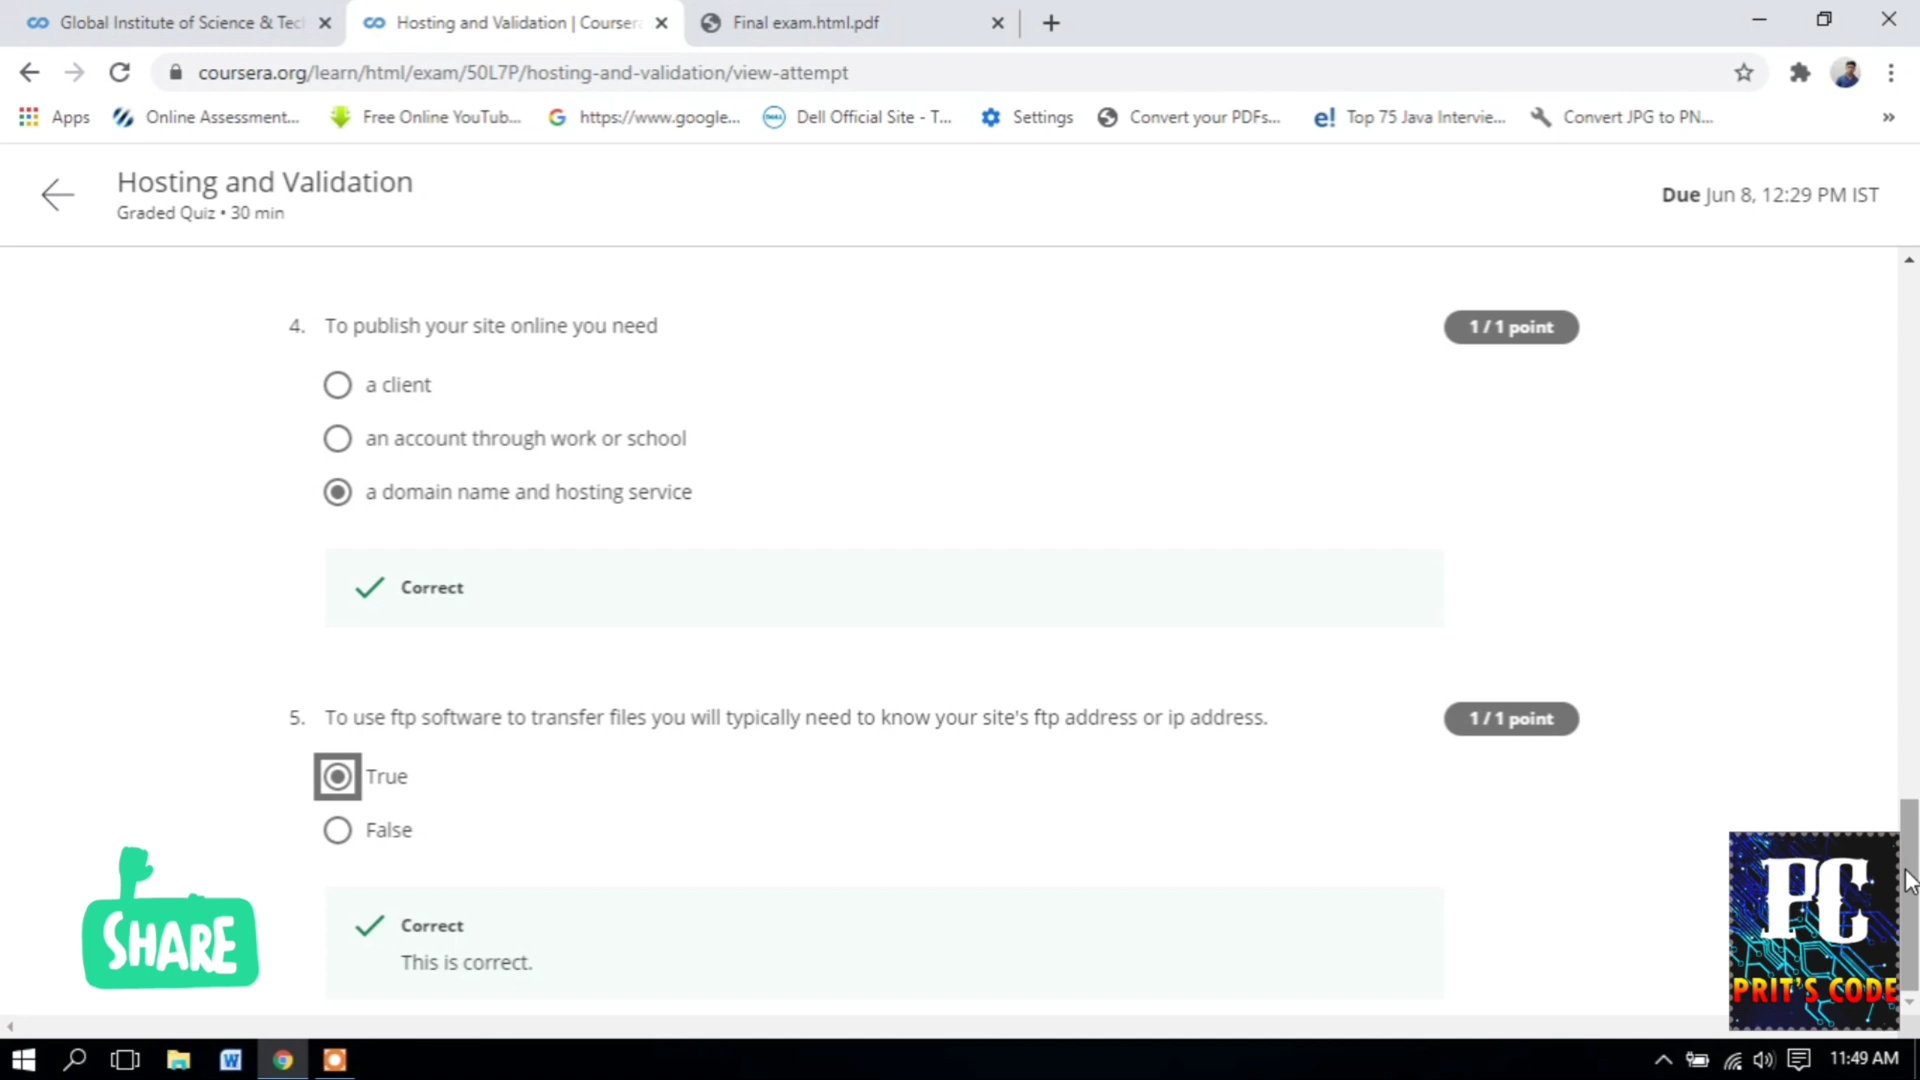 Global Institute of Science & Tec
Hosting and Validation | Courser
Final exam.html.pdf
coursera.org/learn/html/exam/50L7P/hosting-and-validation/view-attempt
Apps
Online Assessment...
Free Online YouTub...
https://www.google...
Dell Official Site - T...
Settings
Convert your PDFs...
e! Top 75 Java Intervie...
Convert JPG to PN...
»
Hosting and Validation
Graded Quiz • 30 min
Due Jun 8, 12:29 PM IST
4. To publish your site online you need
1 / 1 point
a client
an account through work or school
a domain name and hosting service
Correct
5. To use ftp software to transfer files you will typically need to know your site's ftp address or ip address.
1 / 1 point
True
False
Correct
This is correct.
SHARE
PC
PRIT'S CODE
11:49 AM